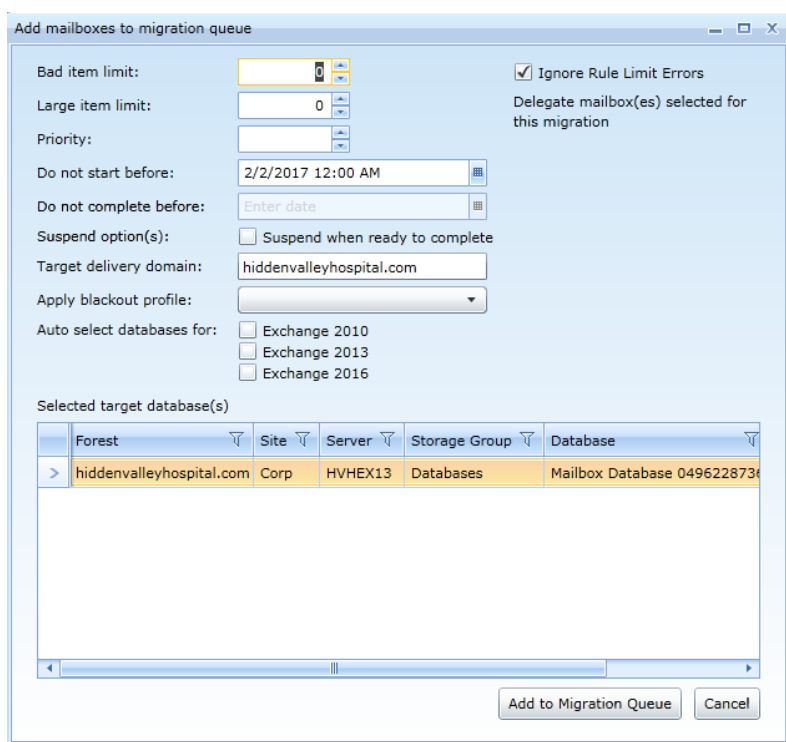 Add mailboxes to migration queue
Bad item limit: 0
Ignore Rule Limit Errors
Large item limit: 0
Delegate mailbox(es) selected for
this migration
Priority:
Do not start before: 2/2/2017 12:00 AM
Do not complete before: Enter date
Suspend option(s): Suspend when ready to complete
Target delivery domain: hiddenvalleyhospital.com
Apply blackout profile:
Auto select databases for: Exchange 2010
Exchange 2013
Exchange 2016
Selected target database(s)
Forest Site Server Storage Group Database
hiddenvalleyhospital.com Corp HVHEX13 Databases Mailbox Database 0496228736
Add to Migration Queue Cancel